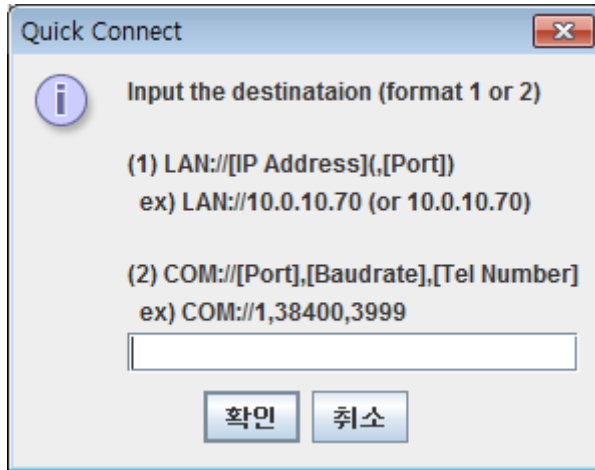 Quick Connect
Input the destinataion (format 1 or 2)
(1) LAN://[IP Address](,[Port])
ex) LAN://10.0.10.70 (or 10.0.10.70)
(2) COM://[Port],[Baudrate],[Tel Number]
ex) COM://1,38400,3999
확인 취소